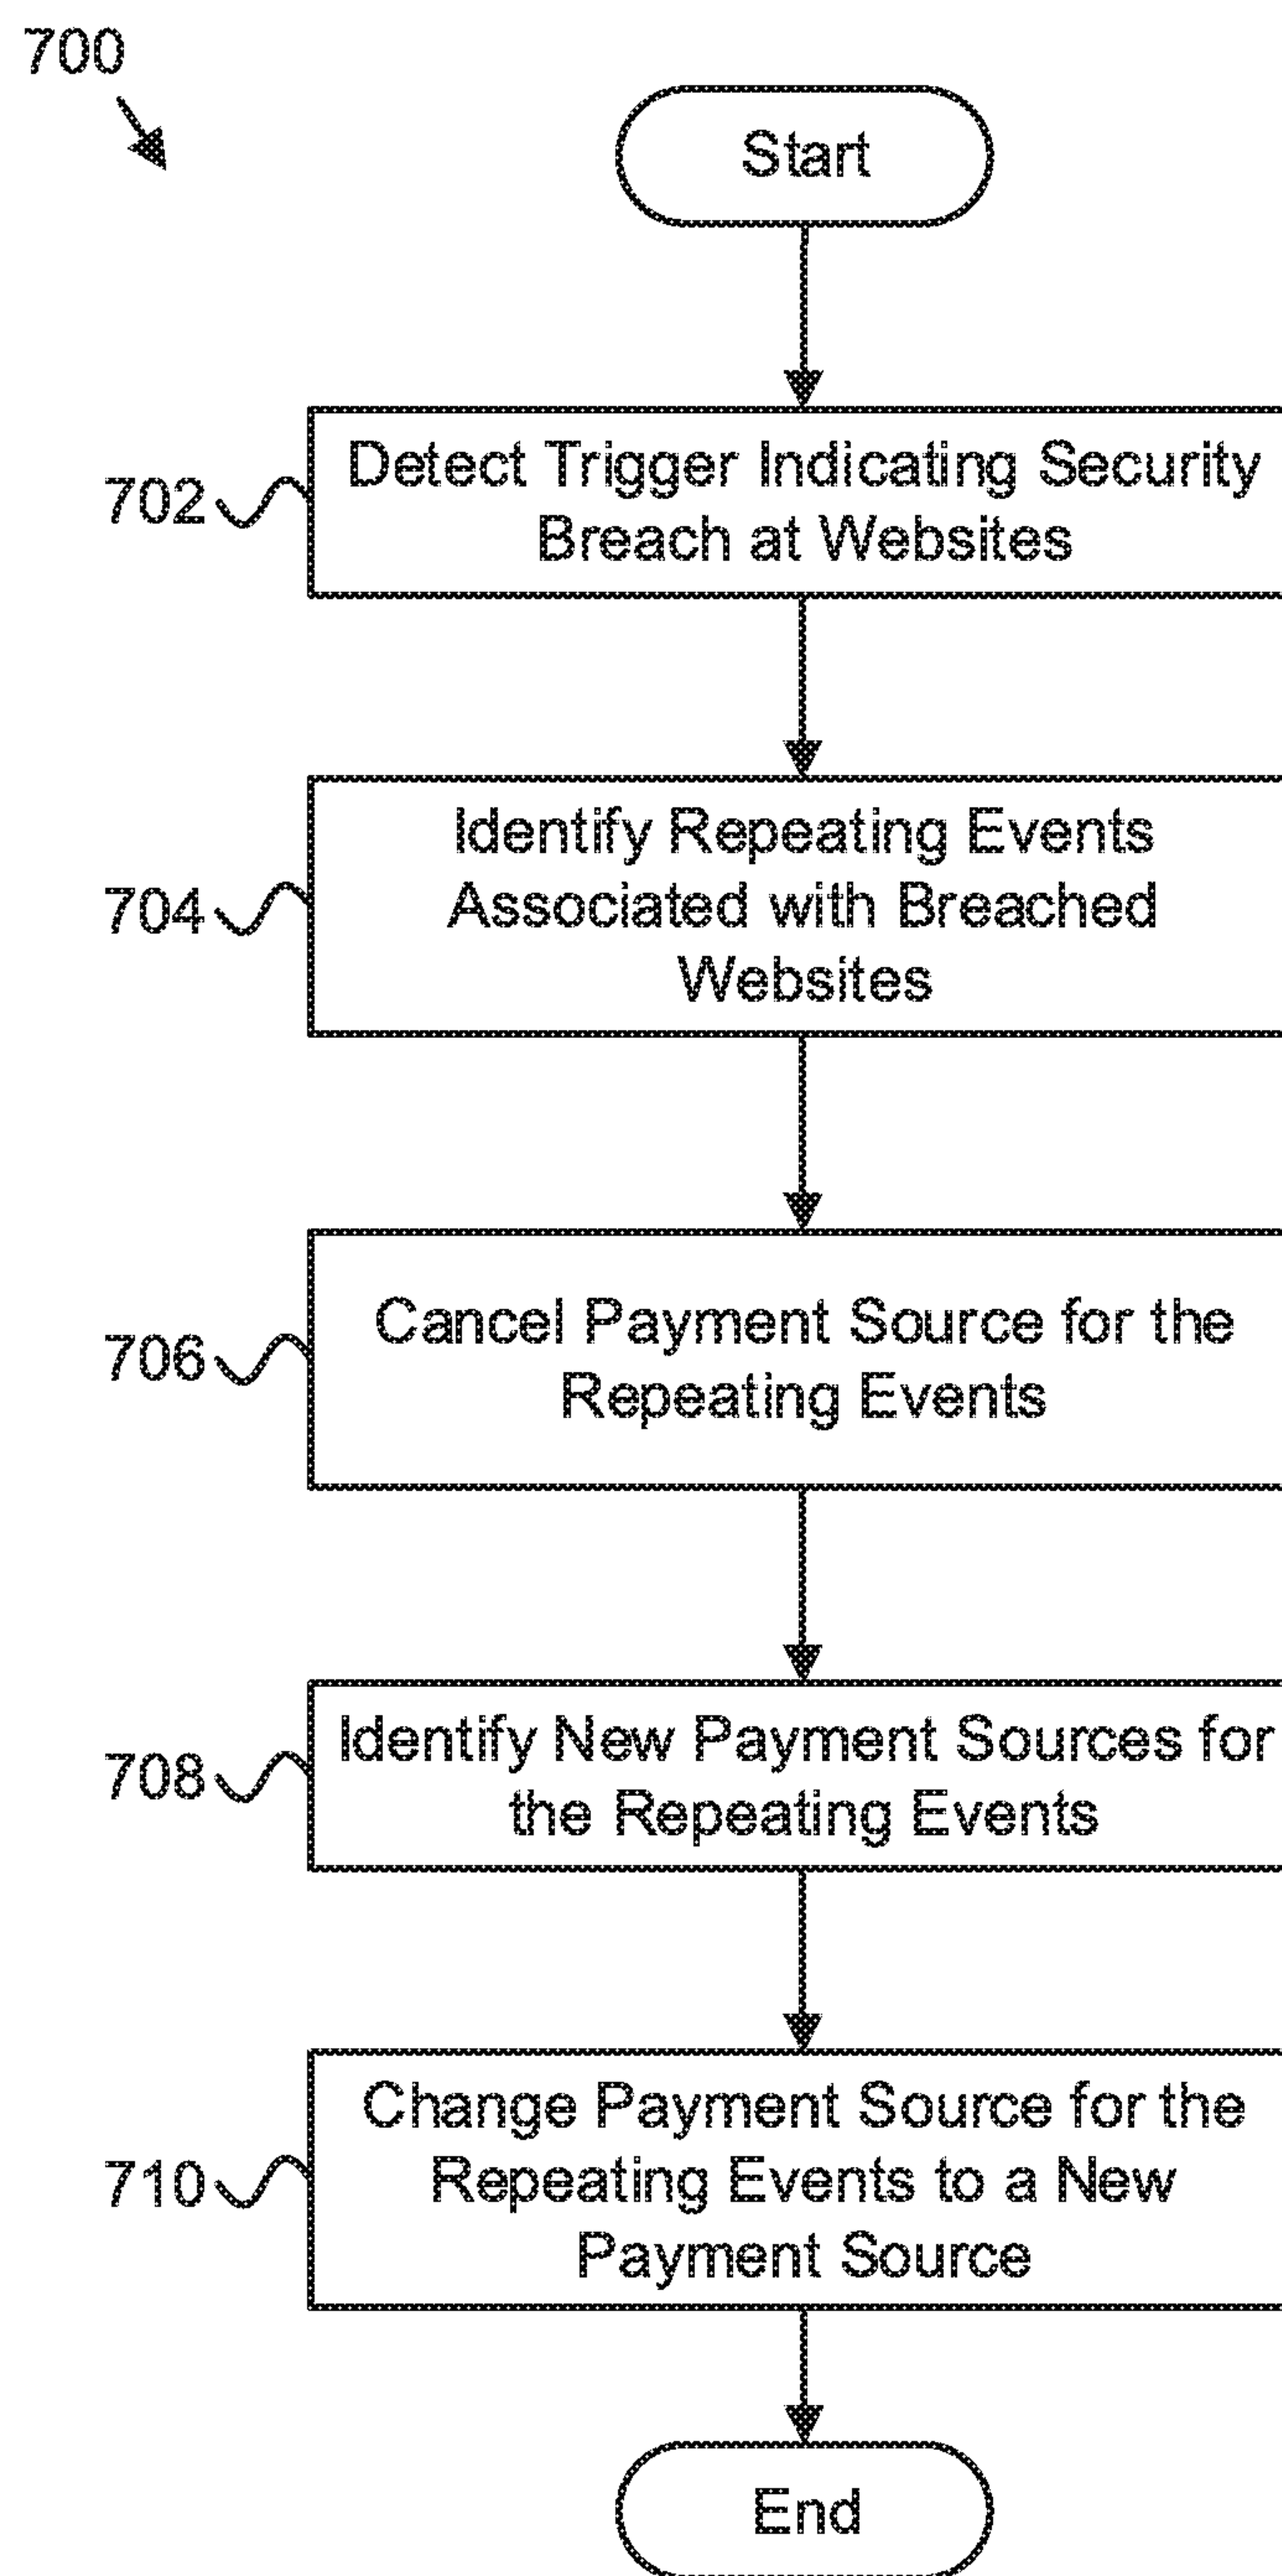 700
Start
702
Detect Trigger Indicating Security
Breach at Websites
704
Identify Repeating Events
Associated with Breached
Websites
706
Cancel Payment Source for the
Repeating Events
708
Identify New Payment Sources for
the Repeating Events
710
Change Payment Source for the
Repeating Events to a New
Payment Source
End